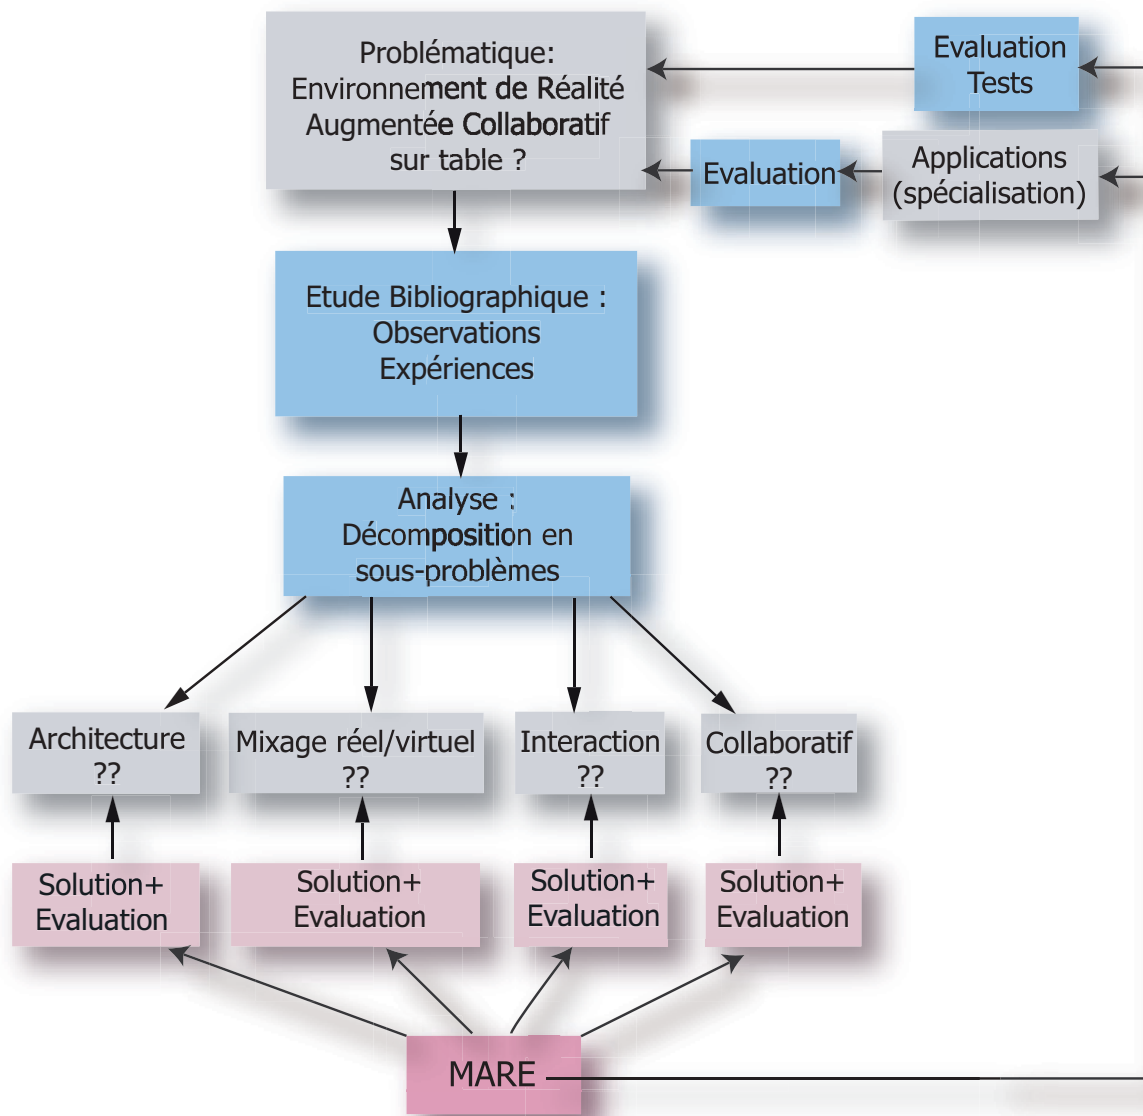 Problématique:
Environnement de Réalité
Augmentée Collaboratif
sur table ?
Evaluation
Tests
Evaluation
Applications
(spécialisation)
Etude Bibliographique :
Observations
Expériences
Analyse :
Décomposition en
sous-problèmes
Architecture
??
Mixage réel/virtuel
??
Interaction
??
Collaboratif
??
Solution+
Evaluation
Solution+
Evaluation
Solution+
Evaluation
Solution+
Evaluation
MARE